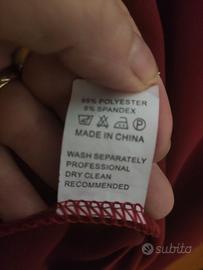 95% POLYESTER
5% SPANDEX
MADE IN CHINA
WASH SEPARATELY
PROFESSIONAL
DRY CLEAN
RECOMMENDED
subito